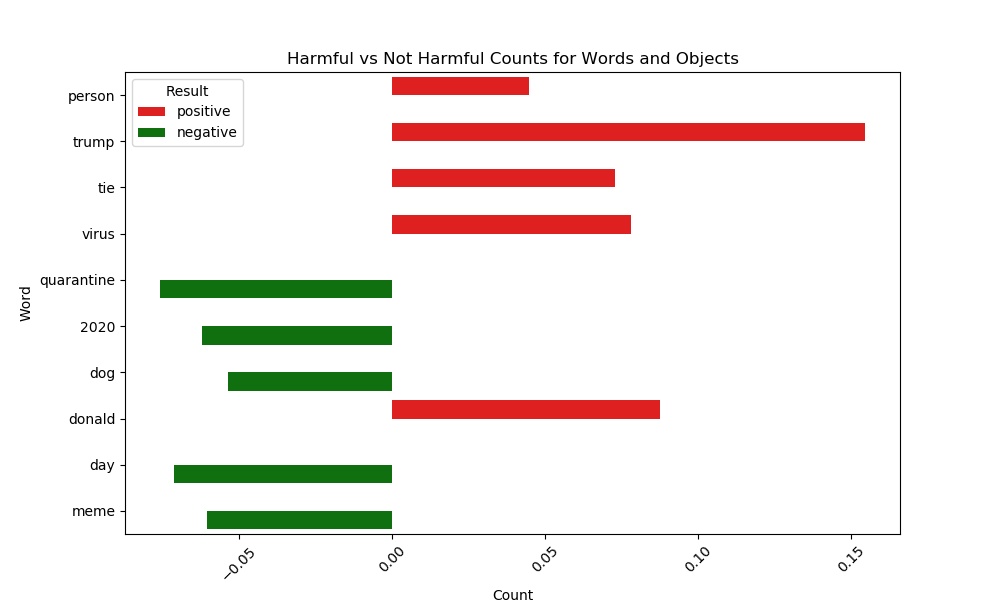 Harmful vs Not Harmful Counts for Words and Objects
Result
positive
negative
person
trump
tie
virus
quarantine
2020
dog
donald
day
meme
Word
−0.05
0.00
0.05
0.10
0.15
Count